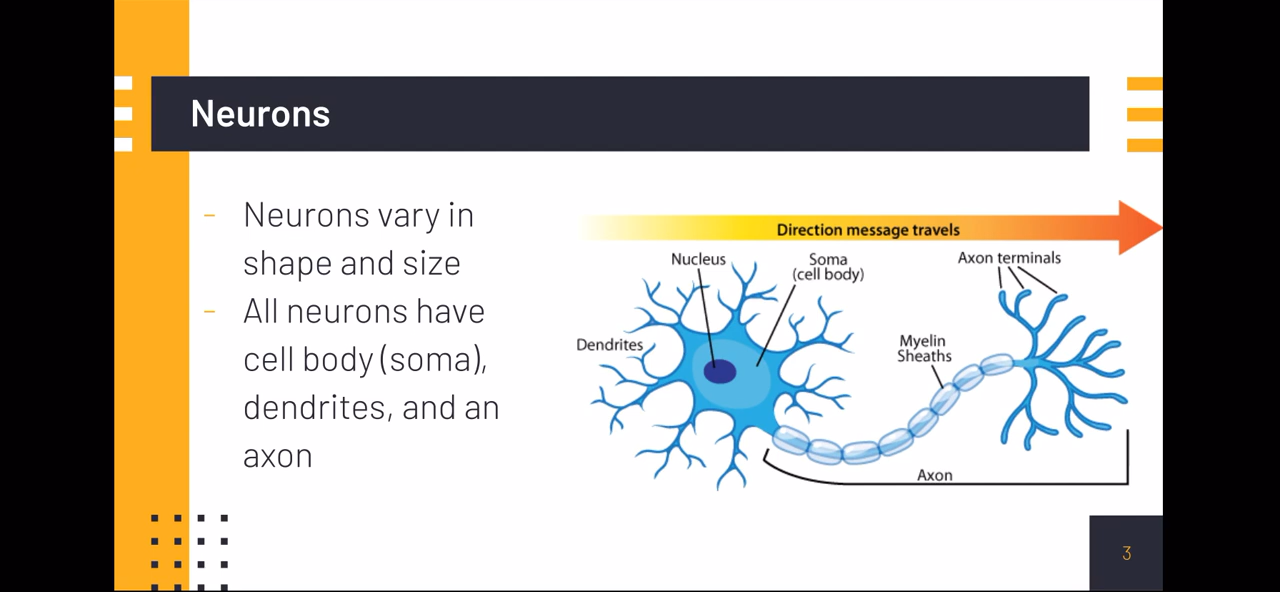 Neurons
- Neurons vary in
shape and size
- All neurons have
cell body (soma),
dendrites, and an
axon
Direction message travels
Nucleus
Soma
(cell body)
Axon terminals
Dendrites
Myelin
Sheaths
Axon
3